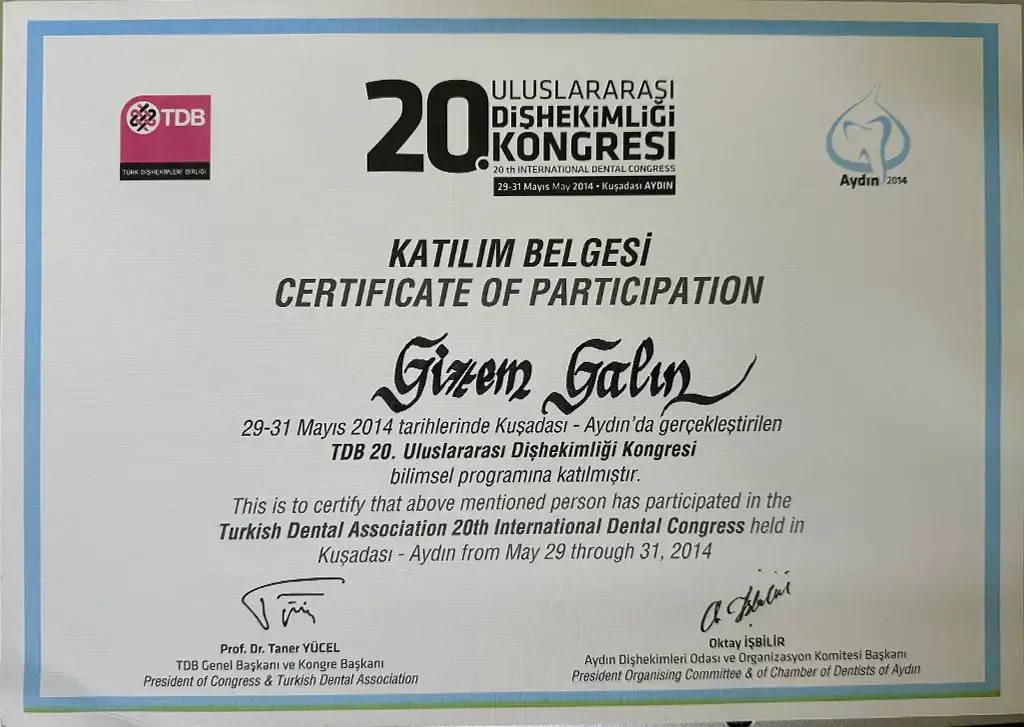 TDB
TÜRK DİŞHEKİMLERİ BİRLİĞİ
20. ULUSLARARASI
DİŞHEKİMLİĞİ
KONGRESİ
20 th INTERNATIONAL DENTAL CONGRESS
29-31 Mayıs May 2014 • Kuşadası AYDIN
Aydın 2014
KATILIM BELGESİ
CERTIFICATE OF PARTICIPATION
Gizem Galın
29-31 Mayıs 2014 tarihlerinde Kuşadası - Aydın'da gerçekleştirilen
TDB 20. Uluslararası Dişhekimliği Kongresi
bilimsel programına katılmıştır.
This is to certify that above mentioned person has participated in the
Turkish Dental Association 20th International Dental Congress held in
Kuşadası - Aydın from May 29 through 31, 2014
Prof. Dr. Taner YÜCEL
TDB Genel Başkanı ve Kongre Başkanı
President of Congress & Turkish Dental Association
Oktay İŞBİLİR
Aydın Dişhekimleri Odası ve Organizasyon Komitesi Başkanı
President Organising Committee & of Chamber of Dentists of Aydın